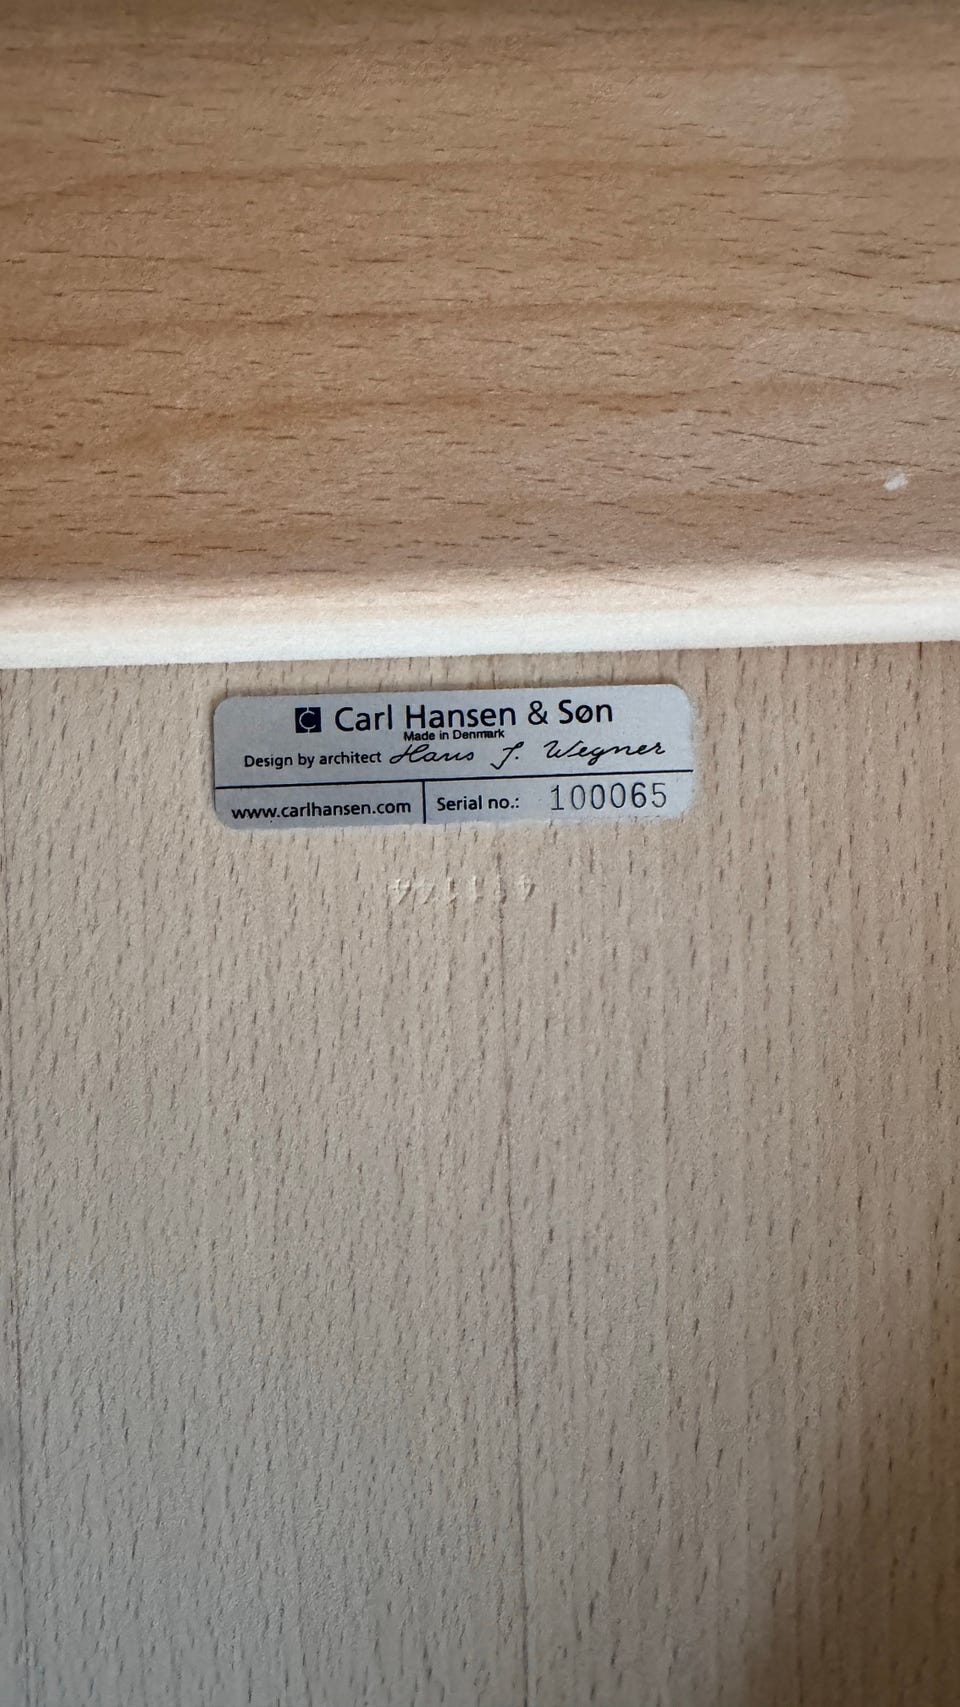 Carl Hansen & Søn
Made in Denmark
Design by architect Hans J. Wegner
www.carlhansen.com
Serial no.: 100065